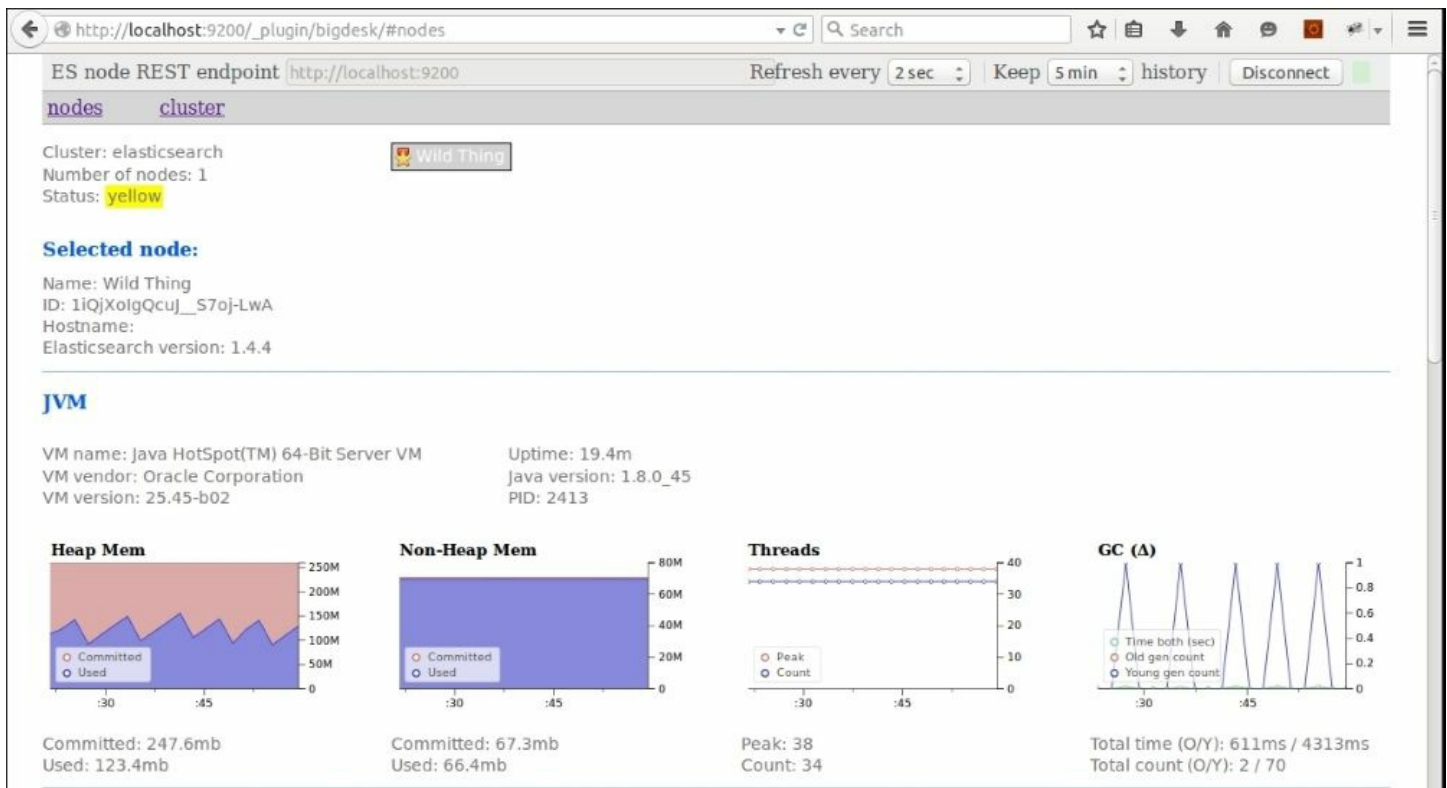 http://localhost:9200/_plugin/bigdesk/#nodes
Search
ES node REST endpoint http://localhost:9200 Refresh every 2 sec Keep 5 min history Disconnect
nodes cluster
Cluster: elasticsearch
Number of nodes: 1
Status: yellow
Wild Thing
Selected node:
Name: Wild Thing
ID: 1iQjXoIgQcuJ__S7oj-LwA
Hostname:
Elasticsearch version: 1.4.4
JVM
VM name: Java HotSpot(TM) 64-Bit Server VM
VM vendor: Oracle Corporation
VM version: 25.45-b02
Uptime: 19.4m
Java version: 1.8.0_45
PID: 2413
Heap Mem
250M
200M
150M
100M
50M
0
Committed
Used
:30 :45
Committed: 247.6mb
Used: 123.4mb
Non-Heap Mem
80M
60M
40M
20M
0
Committed
Used
:30 :45
Committed: 67.3mb
Used: 66.4mb
Threads
40
30
20
10
0
Peak
Count
:30 :45
Peak: 38
Count: 34
GC (Δ)
1
0.8
0.6
0.4
0.2
0
Time both (sec)
Old gen count
Young gen count
:30 :45
Total time (O/Y): 611ms / 4313ms
Total count (O/Y): 2 / 70